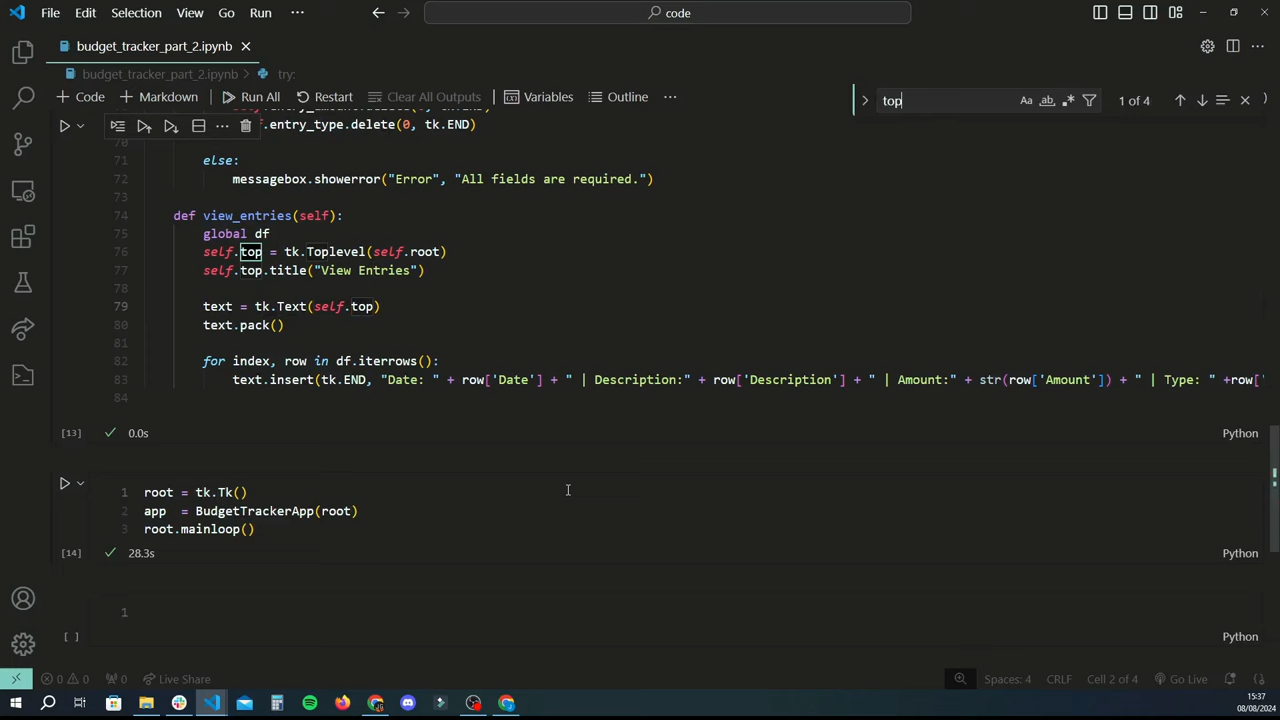 File Edit Selection View Go Run ··· code
budget_tracker_part_2.ipynb
budget_tracker_part_2.ipynb > try:
+ Code + Markdown Run All Restart Clear All Outputs Variables Outline ···
top 1 of 4
self.entry_type.delete(0, tk.END)
70
71 else:
72 messagebox.showerror("Error", "All fields are required.")
73
74 def view_entries(self):
75 global df
76 self.top = tk.Toplevel(self.root)
77 self.top.title("View Entries")
78
79 text = tk.Text(self.top)
80 text.pack()
81
82 for index, row in df.iterrows():
83 text.insert(tk.END, "Date: " + row['Date'] + " | Description:" + row['Description'] + " | Amount:" + str(row['Amount']) + " | Type: " +row['
84
[13] 0.0s Python
1 root = tk.Tk()
2 app = BudgetTrackerApp(root)
3 root.mainloop()
[14] 28.3s Python
1
[ ] Python
0 0 0 Live Share Spaces: 4 CRLF Cell 2 of 4 Go Live
15:37
08/08/2024